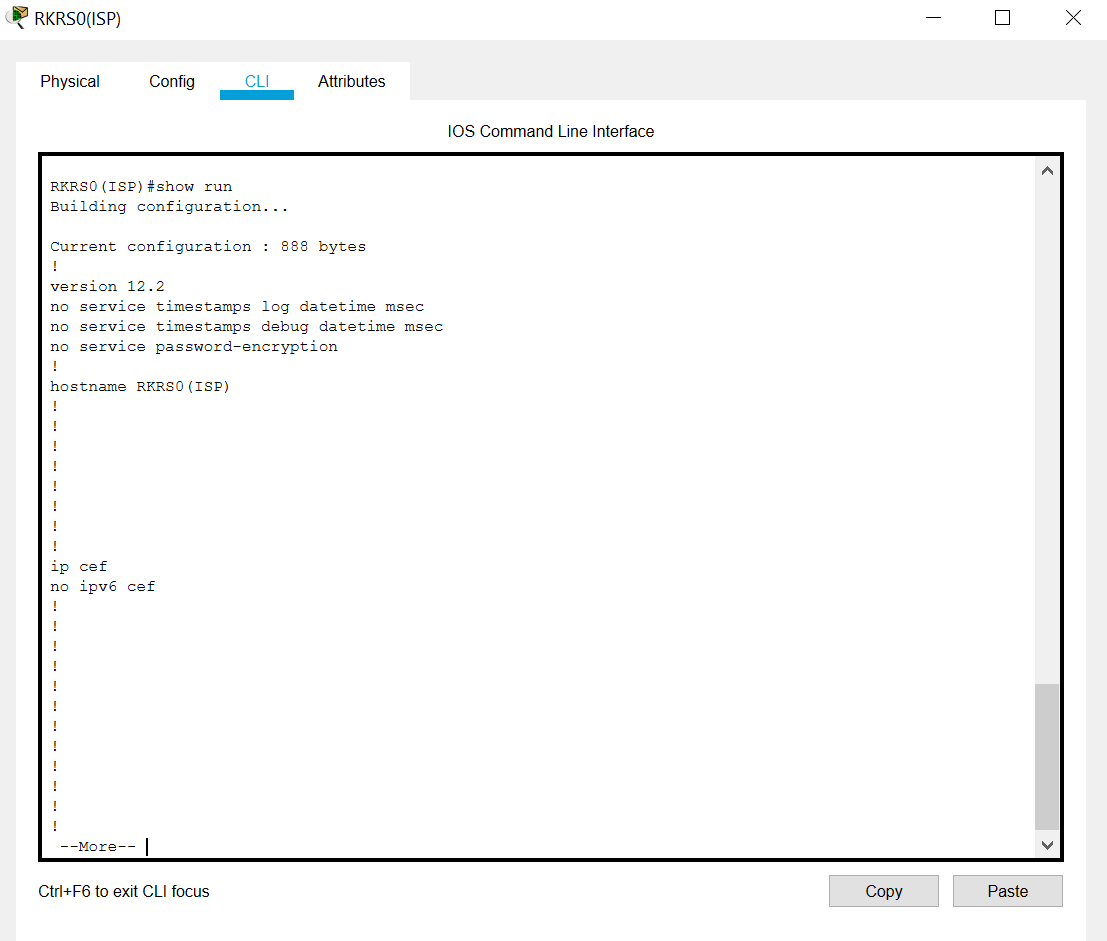 RKRS0(ISP)
Physical Config CLI Attributes
IOS Command Line Interface
RKRS0(ISP)#show run
Building configuration...
Current configuration : 888 bytes
!
version 12.2
no service timestamps log datetime msec
no service timestamps debug datetime msec
no service password-encryption
!
hostname RKRS0(ISP)
!
!
!
!
!
!
!
!
ip cef
no ipv6 cef
!
!
!
!
!
!
!
!
!
!
!
!
--More--
Ctrl+F6 to exit CLI focus
Copy Paste